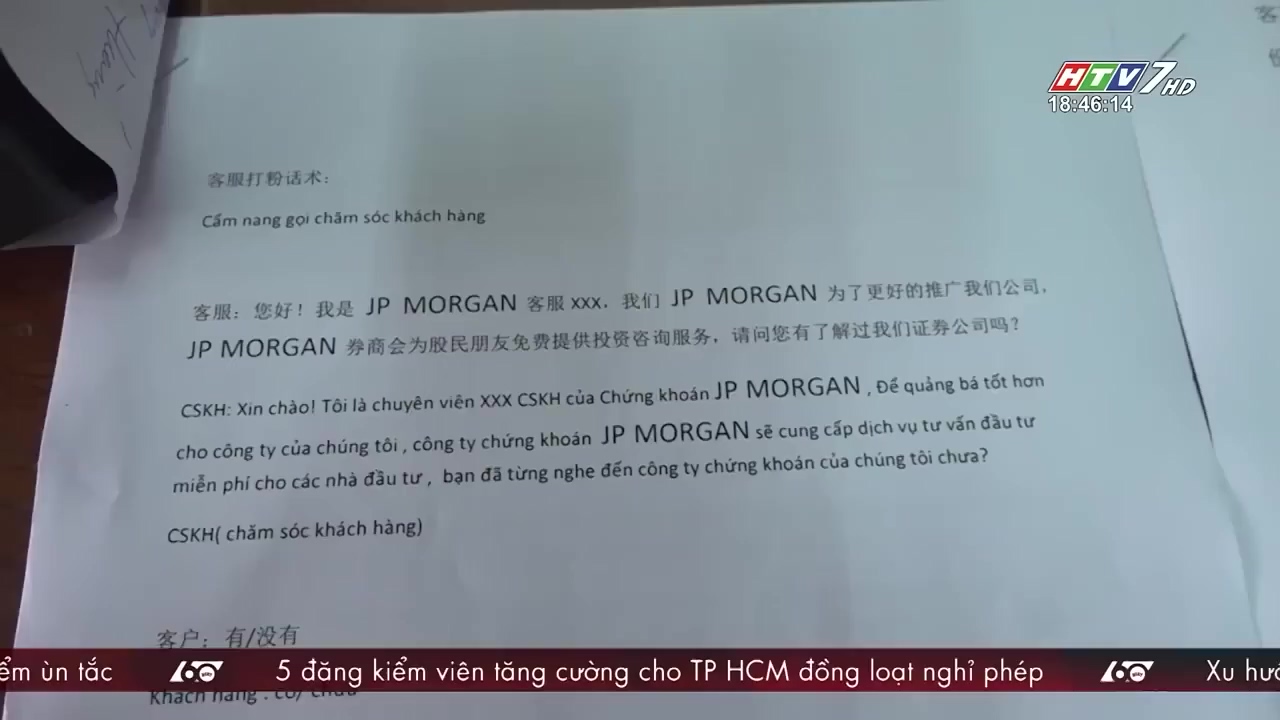 HTV7 HD
18:46:14
客服打粉话术：
Cẩm nang gọi chăm sóc khách hàng
客服：您好！我是 JP MORGAN 客服 xxx，我们 JP MORGAN 为了更好的推广我们公司，
JP MORGAN 券商会为股民朋友免费提供投资咨询服务，请问您有了解过我们证券公司吗？
CSKH: Xin chào! Tôi là chuyên viên XXX CSKH của Chứng khoán JP MORGAN , Để quảng bá tốt hơn
cho công ty của chúng tôi , công ty chứng khoán JP MORGAN sẽ cung cấp dịch vụ tư vấn đầu tư
miễn phí cho các nhà đầu tư , bạn đã từng nghe đến công ty chứng khoán của chúng tôi chưa?
CSKH( chăm sóc khách hàng)
客户：有/没有
Khách hàng : có/ chưa
ểm ùn tắc 60 giây 5 đăng kiểm viên tăng cường cho TP HCM đồng loạt nghỉ phép 60 giây Xu hướ